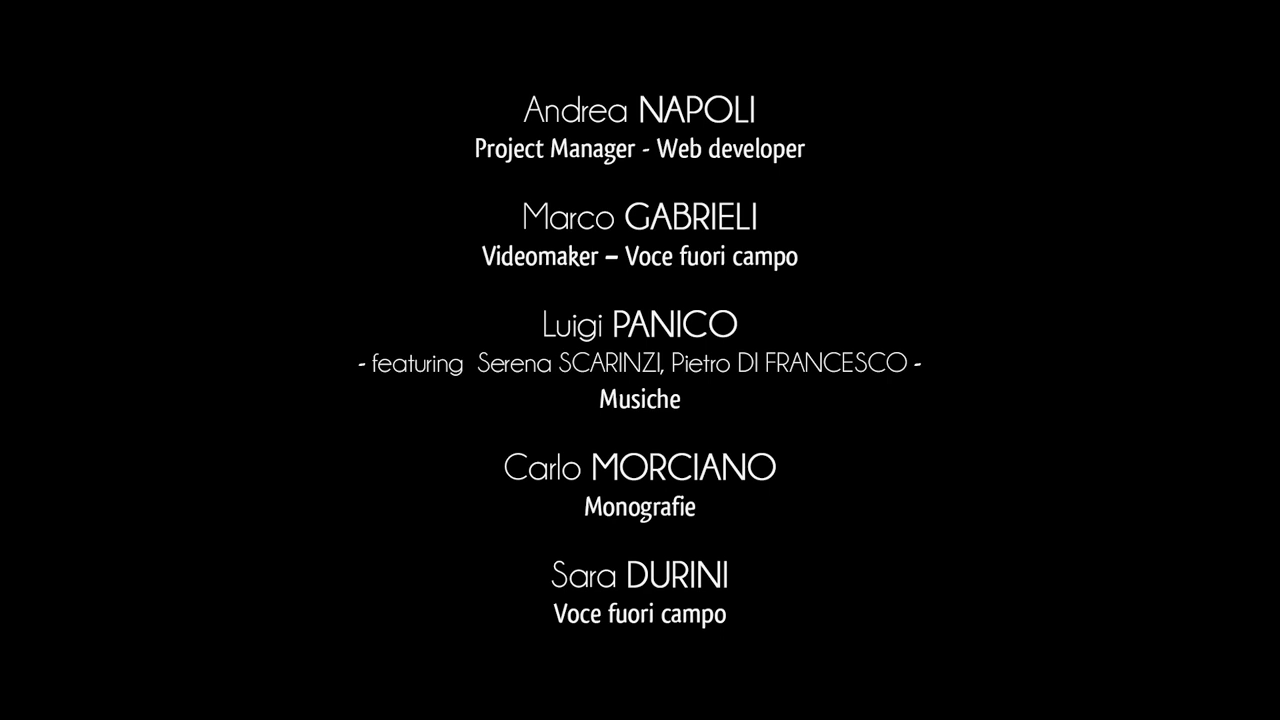 Andrea NAPOLI
Project Manager - Web developer
Marco GABRIELI
Videomaker – Voce fuori campo
Luigi PANICO
- featuring Serena SCARINZI, Pietro DI FRANCESCO -
Musiche
Carlo MORCIANO
Monografie
Sara DURINI
Voce fuori campo